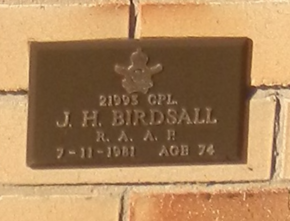 21993 CPL.
J. H. BIRDSALL
R. A. A. F.
7-11-1981 AGE 74